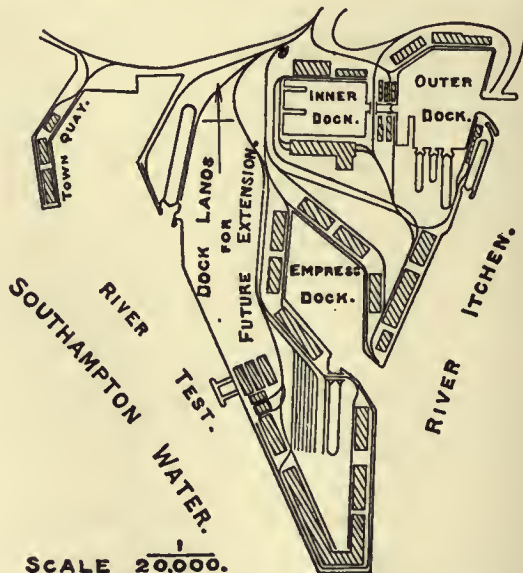 OUTER
DOCK.
INNER
DOCK.
TOWN QUAY.
DOCK LANDS
FOR
FUTURE EXTENSION.
EMPRESS
DOCK.
RIVER ITCHEN.
RIVER TEST.
SOUTHAMPTON WATER.
SCALE 1
20,000.